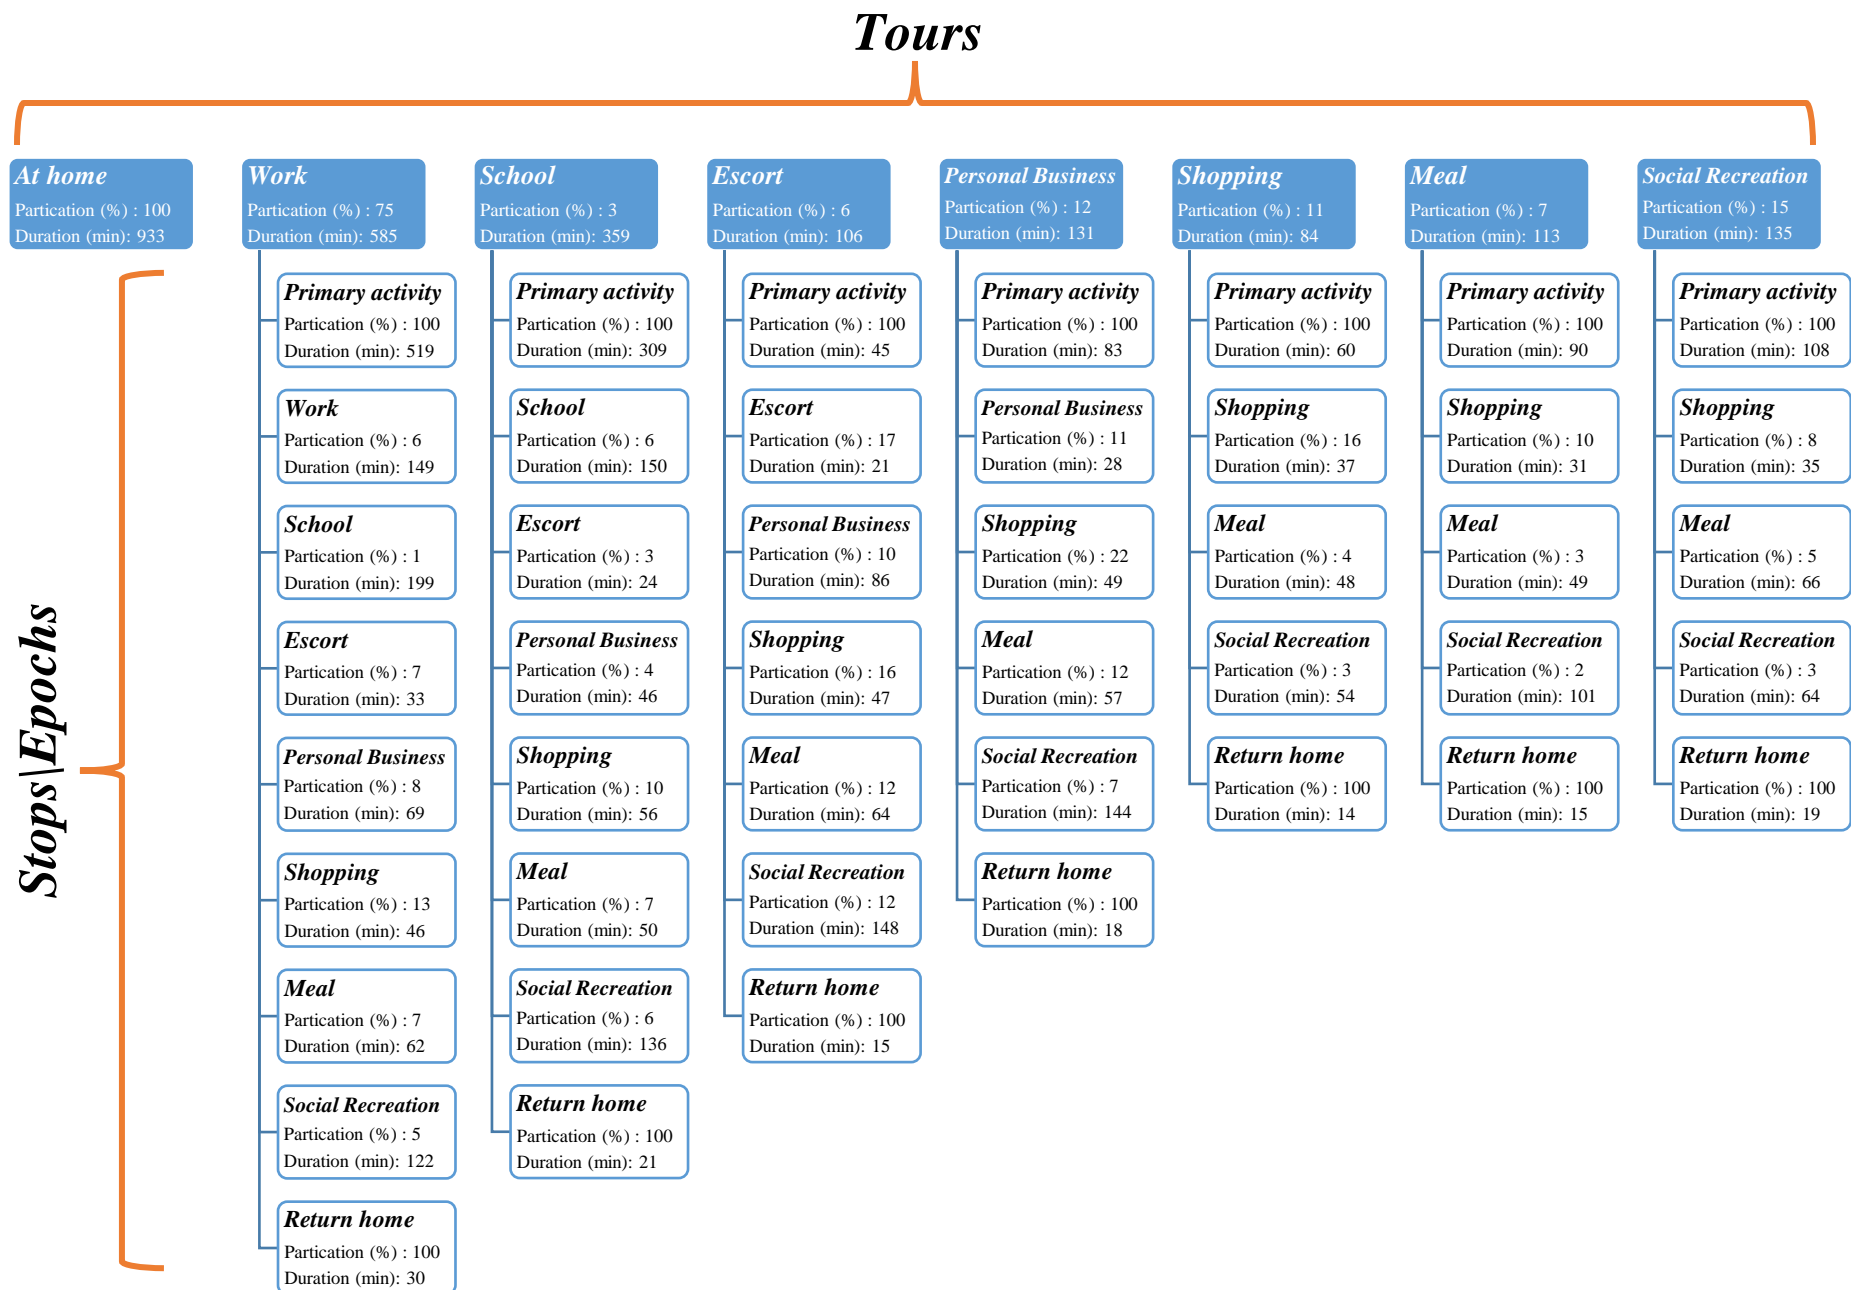 Tours
At home
Partication (%) : 100
Duration (min): 933
Work
Partication (%) : 75
Duration (min): 585
School
Partication (%) : 3
Duration (min): 359
Escort
Partication (%) : 6
Duration (min): 106
Personal Business
Partication (%) : 12
Duration (min): 131
Shopping
Partication (%) : 11
Duration (min): 84
Meal
Partication (%) : 7
Duration (min): 113
Social Recreation
Partication (%) : 15
Duration (min): 135
Stops|Epochs
Primary activity
Partication (%) : 100
Duration (min): 519
Work
Partication (%) : 6
Duration (min): 149
School
Partication (%) : 1
Duration (min): 199
Escort
Partication (%) : 7
Duration (min): 33
Personal Business
Partication (%) : 8
Duration (min): 69
Shopping
Partication (%) : 13
Duration (min): 46
Meal
Partication (%) : 7
Duration (min): 62
Social Recreation
Partication (%) : 5
Duration (min): 122
Return home
Partication (%) : 100
Duration (min): 30
Primary activity
Partication (%) : 100
Duration (min): 309
School
Partication (%) : 6
Duration (min): 150
Escort
Partication (%) : 3
Duration (min): 24
Personal Business
Partication (%) : 4
Duration (min): 46
Shopping
Partication (%) : 10
Duration (min): 56
Meal
Partication (%) : 7
Duration (min): 50
Social Recreation
Partication (%) : 6
Duration (min): 136
Return home
Partication (%) : 100
Duration (min): 21
Primary activity
Partication (%) : 100
Duration (min): 45
Escort
Partication (%) : 17
Duration (min): 21
Personal Business
Partication (%) : 10
Duration (min): 86
Shopping
Partication (%) : 16
Duration (min): 47
Meal
Partication (%) : 12
Duration (min): 64
Social Recreation
Partication (%) : 12
Duration (min): 148
Return home
Partication (%) : 100
Duration (min): 15
Primary activity
Partication (%) : 100
Duration (min): 83
Personal Business
Partication (%) : 11
Duration (min): 28
Shopping
Partication (%) : 22
Duration (min): 49
Meal
Partication (%) : 12
Duration (min): 57
Social Recreation
Partication (%) : 7
Duration (min): 144
Return home
Partication (%) : 100
Duration (min): 18
Primary activity
Partication (%) : 100
Duration (min): 60
Shopping
Partication (%) : 16
Duration (min): 37
Meal
Partication (%) : 4
Duration (min): 48
Social Recreation
Partication (%) : 3
Duration (min): 54
Return home
Partication (%) : 100
Duration (min): 14
Primary activity
Partication (%) : 100
Duration (min): 90
Shopping
Partication (%) : 10
Duration (min): 31
Meal
Partication (%) : 3
Duration (min): 49
Social Recreation
Partication (%) : 2
Duration (min): 101
Return home
Partication (%) : 100
Duration (min): 15
Primary activity
Partication (%) : 100
Duration (min): 108
Shopping
Partication (%) : 8
Duration (min): 35
Meal
Partication (%) : 5
Duration (min): 66
Social Recreation
Partication (%) : 3
Duration (min): 64
Return home
Partication (%) : 100
Duration (min): 19